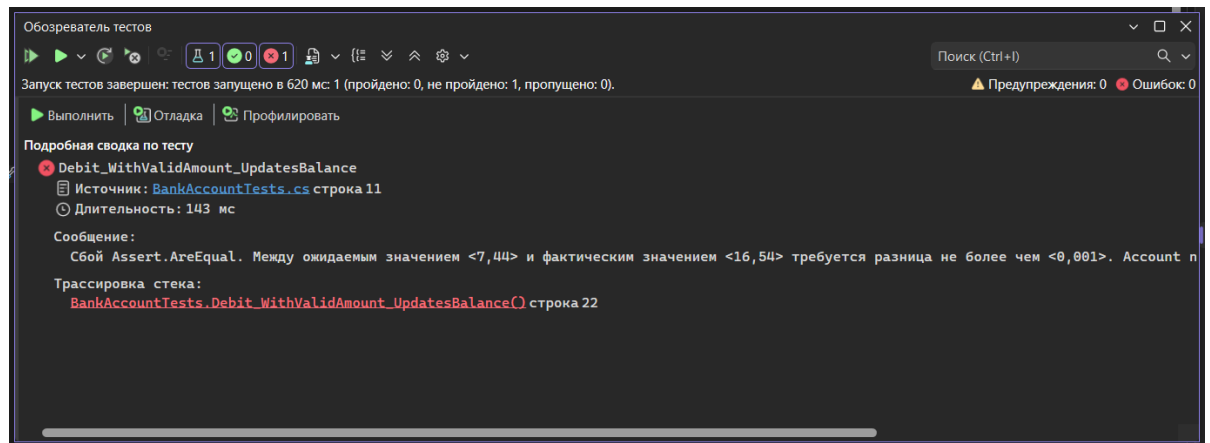 Обозреватель тестов
1 0 1 Поиск (Ctrl+I)
Запуск тестов завершен: тестов запущено в 620 мс: 1 (пройдено: 0, не пройдено: 1, пропущено: 0). Предупреждения: 0 Ошибок: 0
Выполнить Отладка Профилировать
Подробная сводка по тесту
Debit_WithValidAmount_UpdatesBalance
Источник: BankAccountTests.cs строка 11
Длительность: 143 мс
Сообщение:
Сбой Assert.AreEqual. Между ожидаемым значением <7,44> и фактическим значением <16,54> требуется разница не более чем <0,001>. Account n
Трассировка стека:
BankAccountTests.Debit_WithValidAmount_UpdatesBalance() строка 22